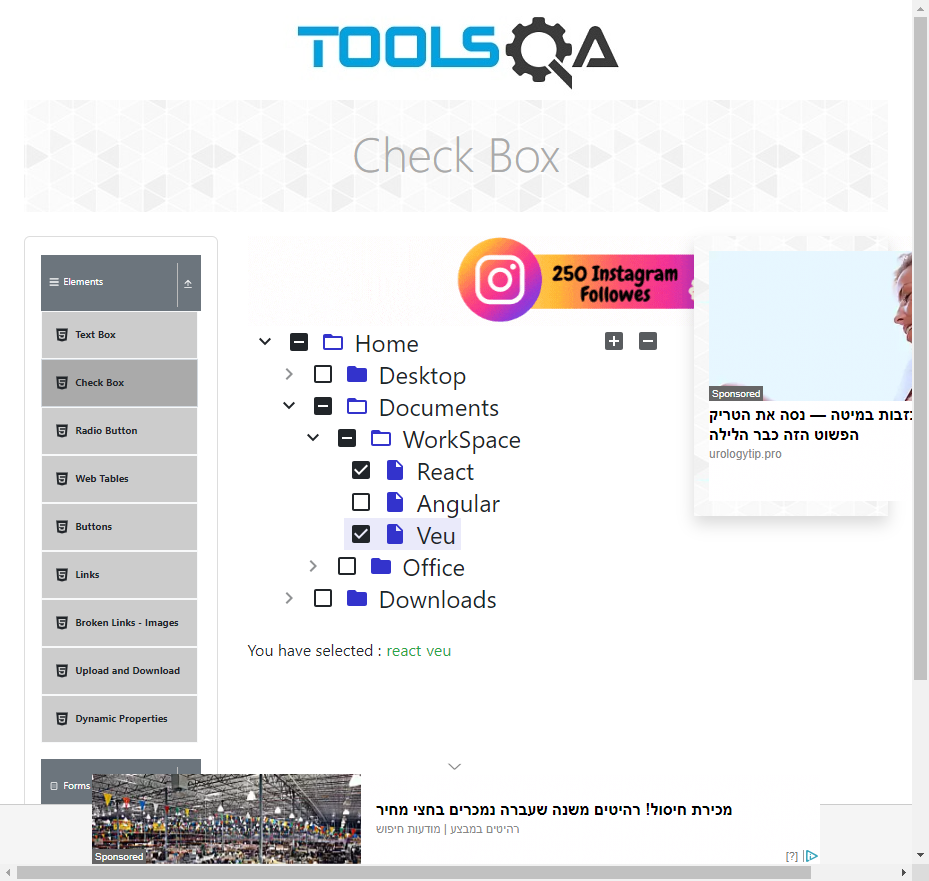 TOOLSQA
Check Box
Elements
Text Box
Check Box
Radio Button
Web Tables
Buttons
Links
Broken Links - Images
Upload and Download
Dynamic Properties
Forms
250 Instagram
Followes
Home
Desktop
Documents
WorkSpace
React
Angular
Veu
Office
Downloads
You have selected : react veu
Sponsored
במיטה — נסה את הטריק
הפשוט הזה כבר הלילה
urologytip.pro
Sponsored
מכירת חיסול! רהיטים משנה שעברה נמכרים בחצי מחיר
רהיטים במבצע | מודעות חיפוש
[?]